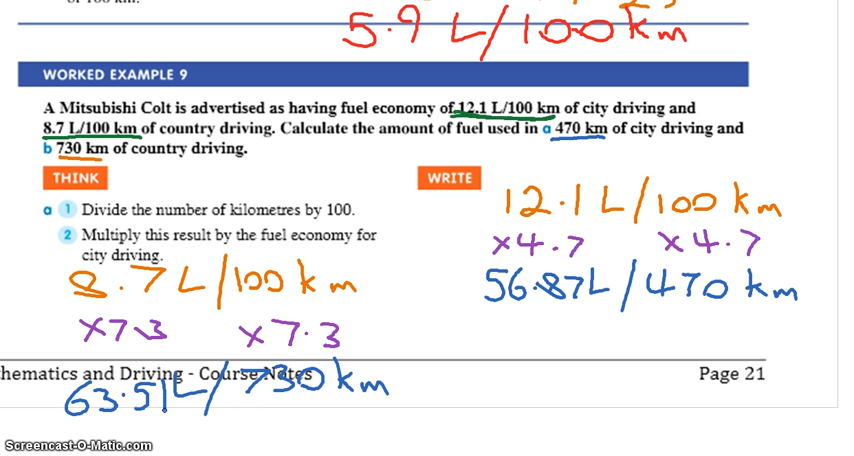 5.9 L/100 km
WORKED EXAMPLE 9
A Mitsubishi Colt is advertised as having fuel economy of 12.1 L/100 km of city driving and
8.7 L/100 km of country driving. Calculate the amount of fuel used in a 470 km of city driving and
b 730 km of country driving.
THINK
WRITE
a 1 Divide the number of kilometres by 100.
2 Multiply this result by the fuel economy for
city driving.
12.1 L/100 km
×4.7 ×4.7
56.87L/470 km
8.7 L/100 km
×7.3 ×7.3
63.51L/730 km
hematics and Driving - Course Notes
Page 21
Screencast-O-Matic.com